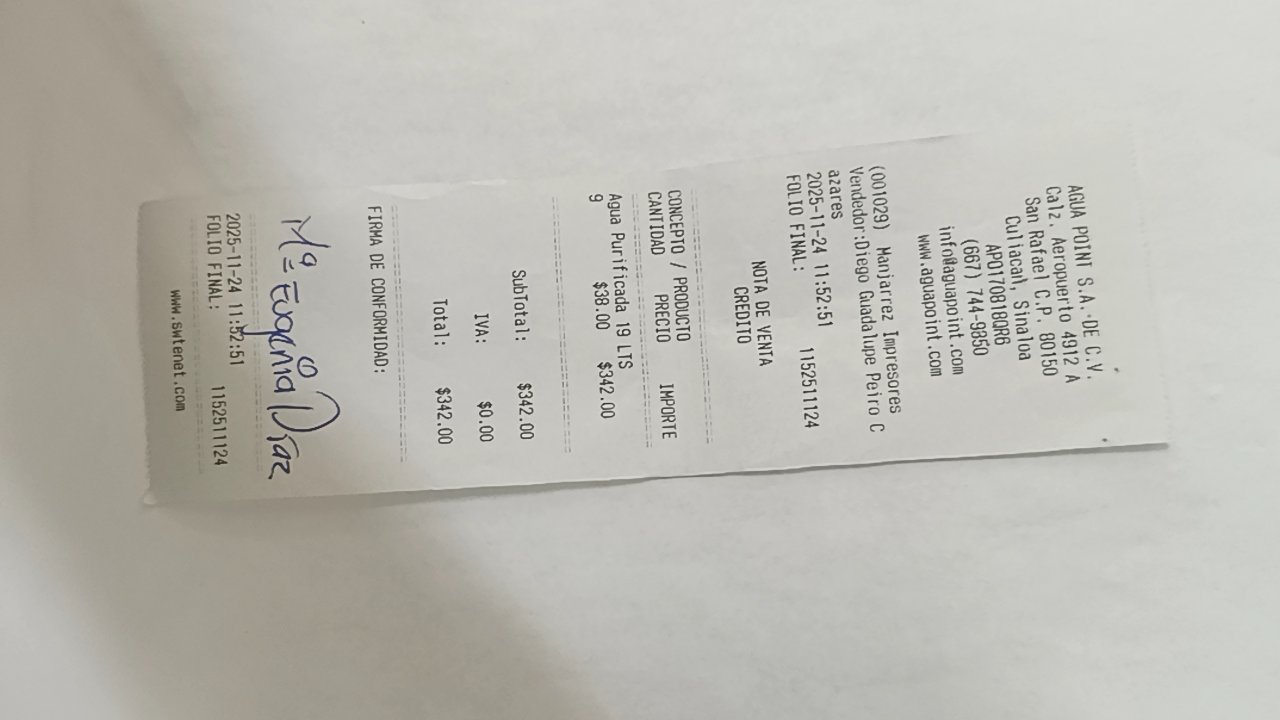 AGUA POINT S.A. DE C.V.
Calz. Aeropuerto 4912 A
San Rafael C.P. 80150
Culiacan, Sinaloa
APO170818QR6
(667) 744-9850
info@aguapoint.com
www.aguapoint.com
(001029) Manjarrez Impresores
Vendedor:Diego Guadalupe Peiro C
azares
2025-11-24 11:52:51
FOLIO FINAL: 1152511124
NOTA DE VENTA
CREDITO
CONCEPTO / PRODUCTO
CANTIDAD PRECIO IMPORTE
Agua Purificada 19 LTS
9 $38.00 $342.00
SubTotal: $342.00
IVA: $0.00
Total: $342.00
FIRMA DE CONFORMIDAD:
Mª Eugenia Díaz
2025-11-24 11:52:51
FOLIO FINAL: 1152511124
www.swtenet.com